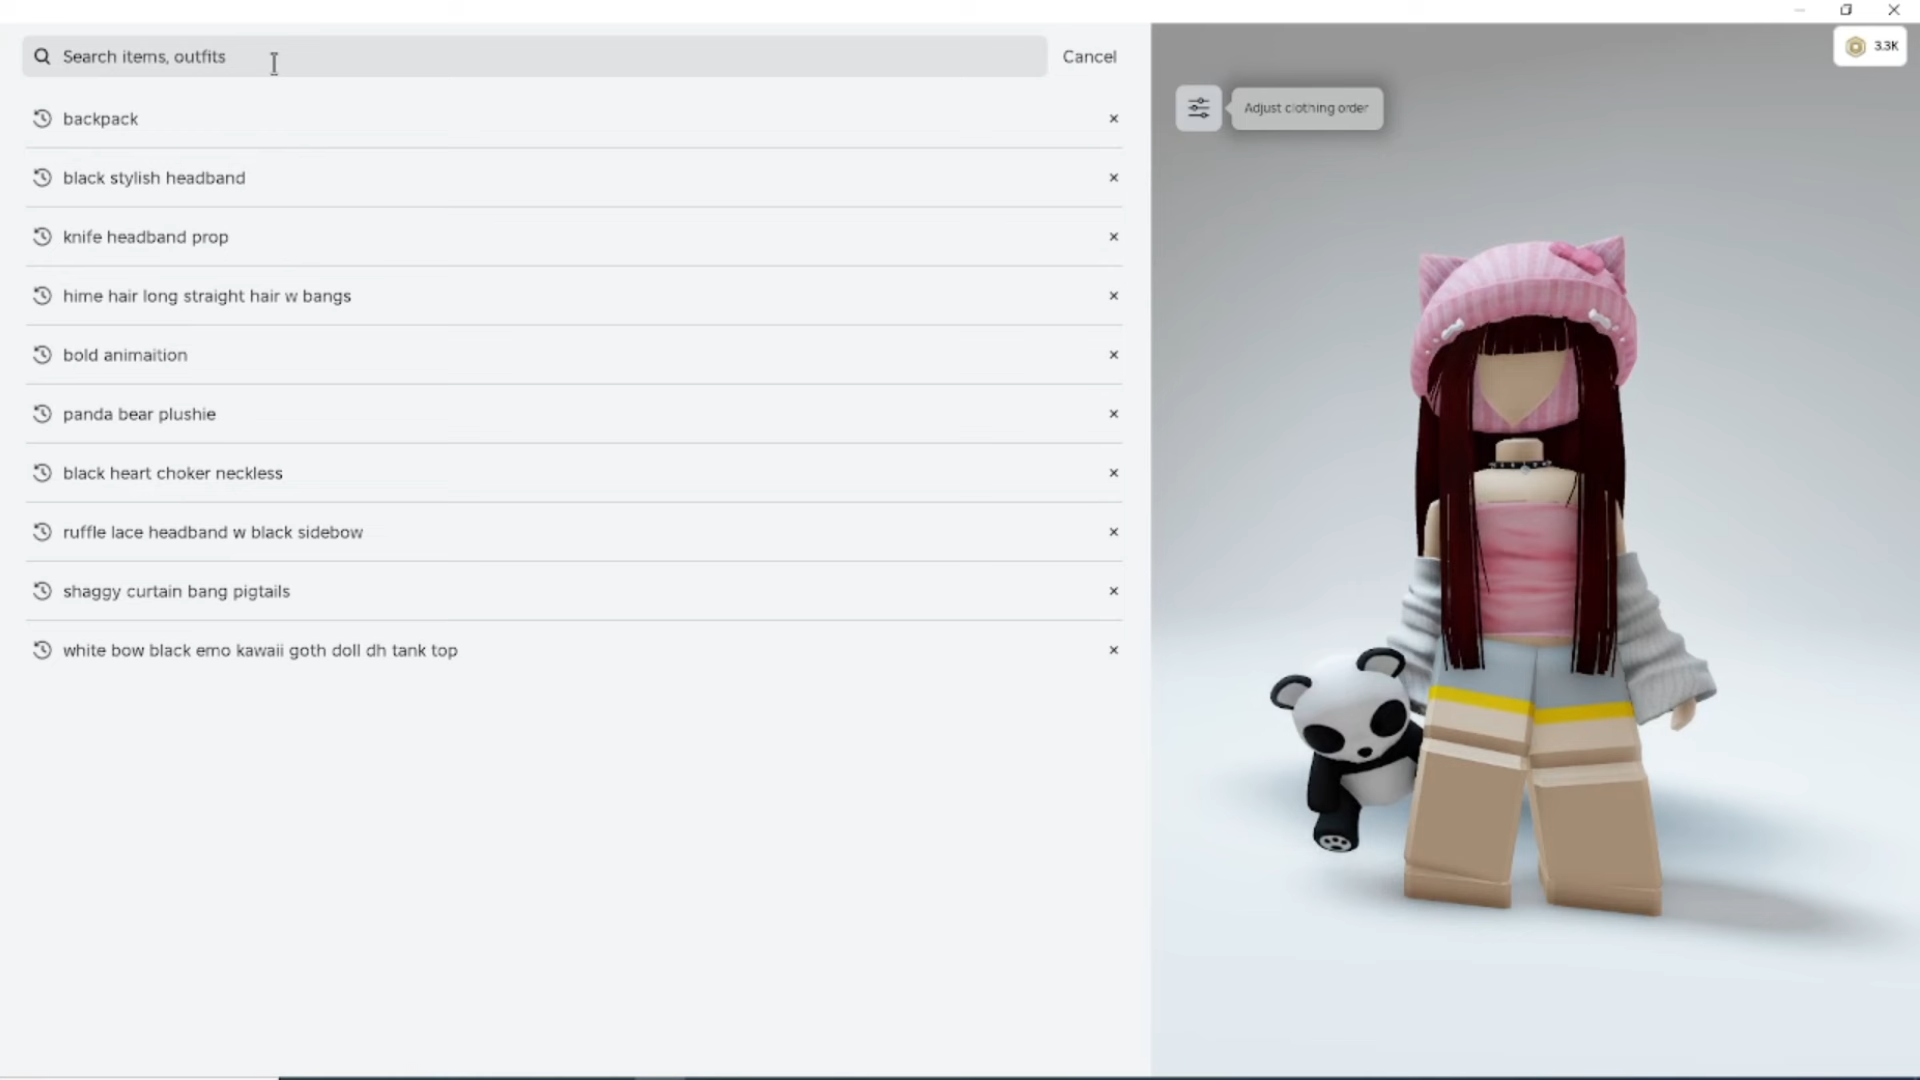 Search items, outfits
Cancel
3.3K
Adjust clothing order
backpack
black stylish headband
knife headband prop
hime hair long straight hair w bangs
bold animaition
panda bear plushie
black heart choker neckless
ruffle lace headband w black sidebow
shaggy curtain bang pigtails
white bow black emo kawaii goth doll dh tank top